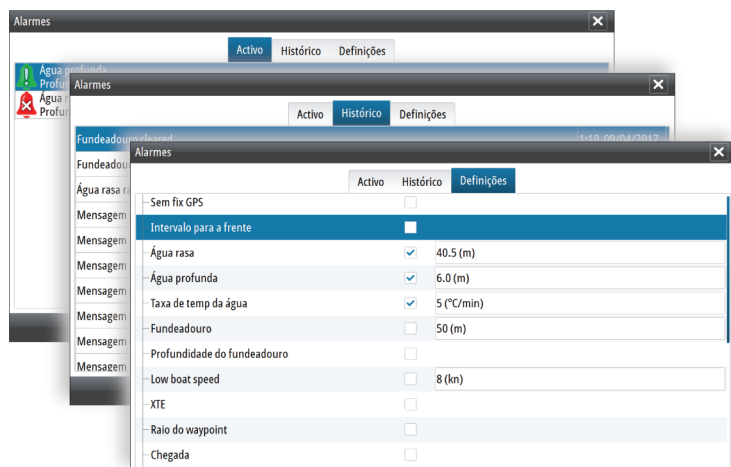 Alarmes
Activo Histórico Definições
Água profunda
Profun
Água r
Profun
Alarmes
Activo Histórico Definições
Fundeadouro cleared 1:10 09/04/2017
Fundeadou
Água rasa ra
Mensagem
Mensagem
Mensagem
Mensagem
Mensagem
Mensagem
Mensagem
Alarmes
Activo Histórico Definições
Sem fix GPS
Intervalo para a frente
Água rasa 40.5 (m)
Água profunda 6.0 (m)
Taxa de temp da água 5 (°C/min)
Fundeadouro 50 (m)
Profundidade do fundeadouro
Low boat speed 8 (kn)
XTE
Raio do waypoint
Chegada